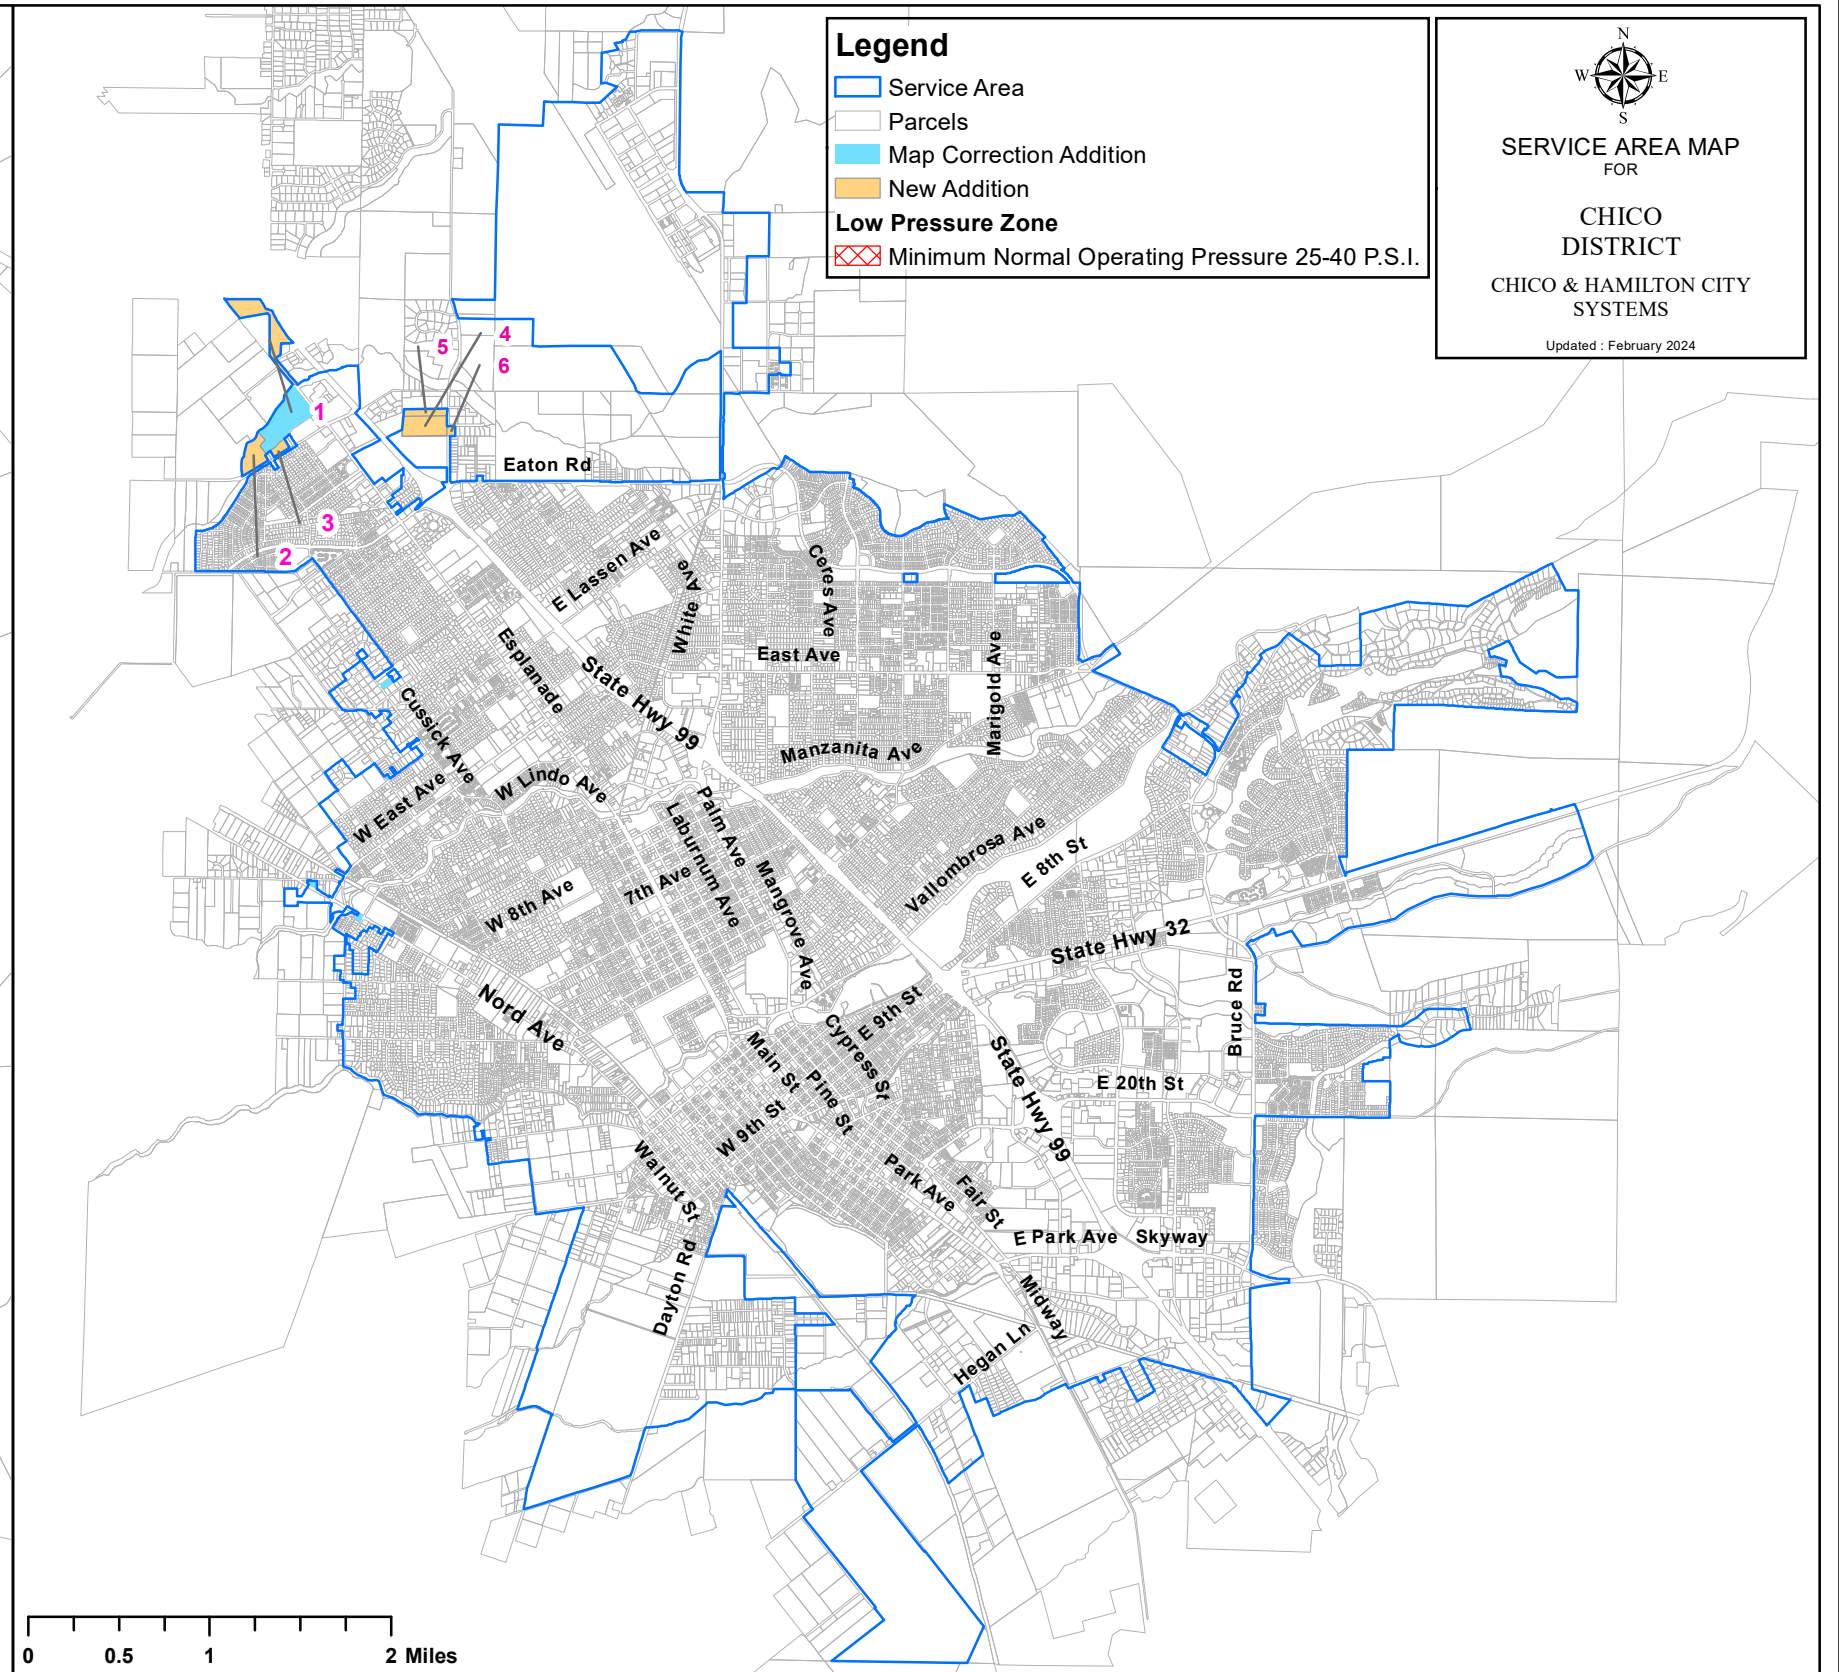 Legend
Service Area
Parcels
Map Correction Addition
New Addition
Low Pressure Zone
Minimum Normal Operating Pressure 25-40 P.S.I.
N
W E
S
SERVICE AREA MAP
FOR
CHICO
DISTRICT
CHICO & HAMILTON CITY
SYSTEMS
Updated : February 2024
4
5
6
1
Eaton Rd
3
2
E Lassen Ave
White Ave
Ceres Ave
Esplanade
State Hwy 99
East Ave
Marigold Ave
Cussick Ave
Manzanita Ave
W Lindo Ave
W East Ave
Palm Ave
Laburnum Ave
Mangrove Ave
Vallombrosa Ave
E 8th St
7th Ave
W 8th Ave
State Hwy 32
Bruce Rd
Nord Ave
E 9th St
Cypress St
Main St
Pine St
State Hwy 99
E 20th St
W 9th St
Walnut St
Park Ave
Fair St
E Park Ave
Skyway
Dayton Rd
Midway
Hegan Ln
0 0.5 1 2 Miles